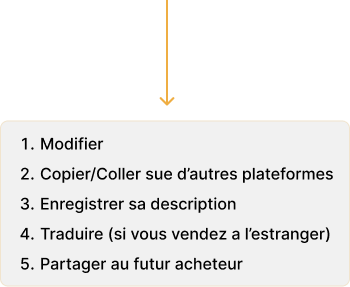 1. Modifier
2. Copier/Coller sue d’autres plateformes
3. Enregistrer sa description
4. Traduire (si vous vendez a l’estranger)
5. Partager au futur acheteur